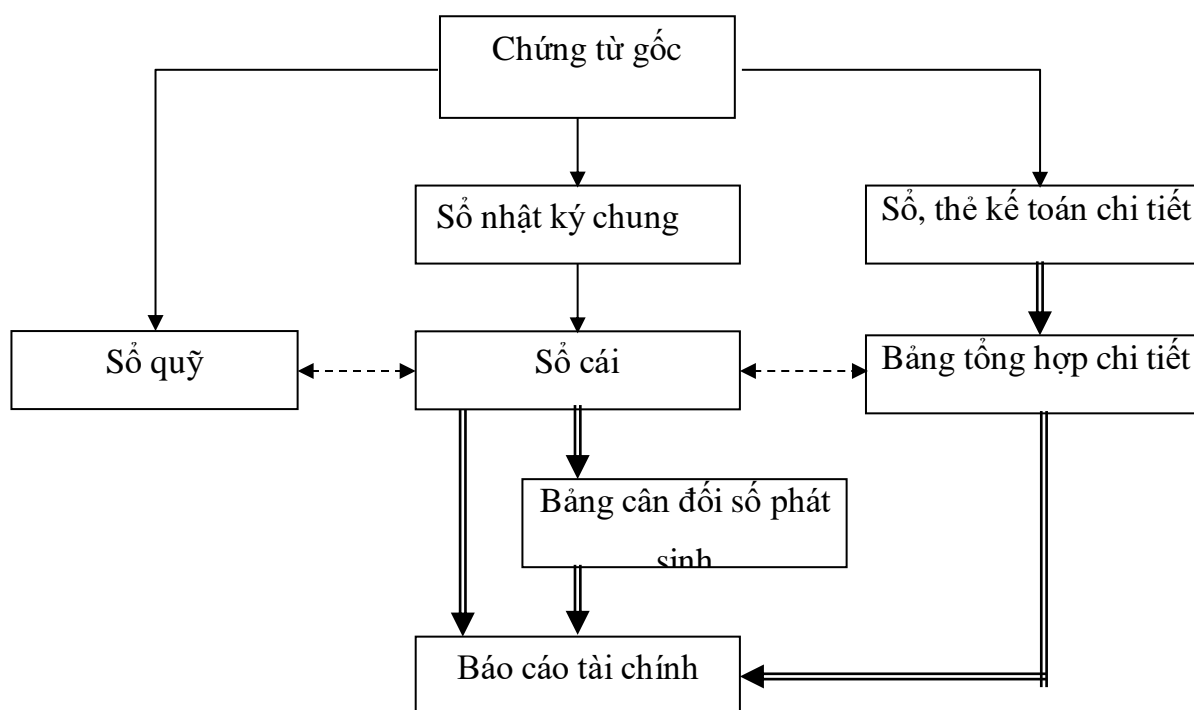 Chứng từ gốc
Sổ nhật ký chung
Sổ, thẻ kế toán chi tiết
Sổ quỹ
Sổ cái
Bảng tổng hợp chi tiết
Bảng cân đối số phát
sinh
Báo cáo tài chính